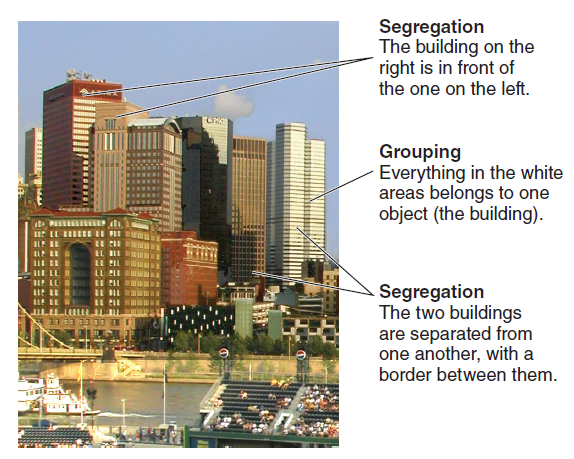 Segregation
The building on the
right is in front of
the one on the left.
Grouping
Everything in the white
areas belongs to one
object (the building).
Segregation
The two buildings
are separated from
one another, with a
border between them.